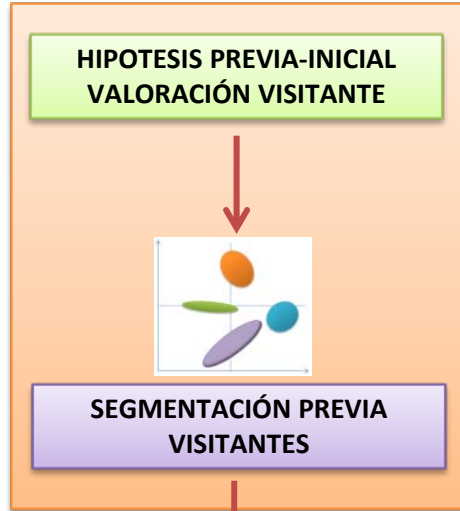 HIPOTESIS PREVIA-INICIAL
VALORACIÓN VISITANTE
SEGMENTACIÓN PREVIA
VISITANTES